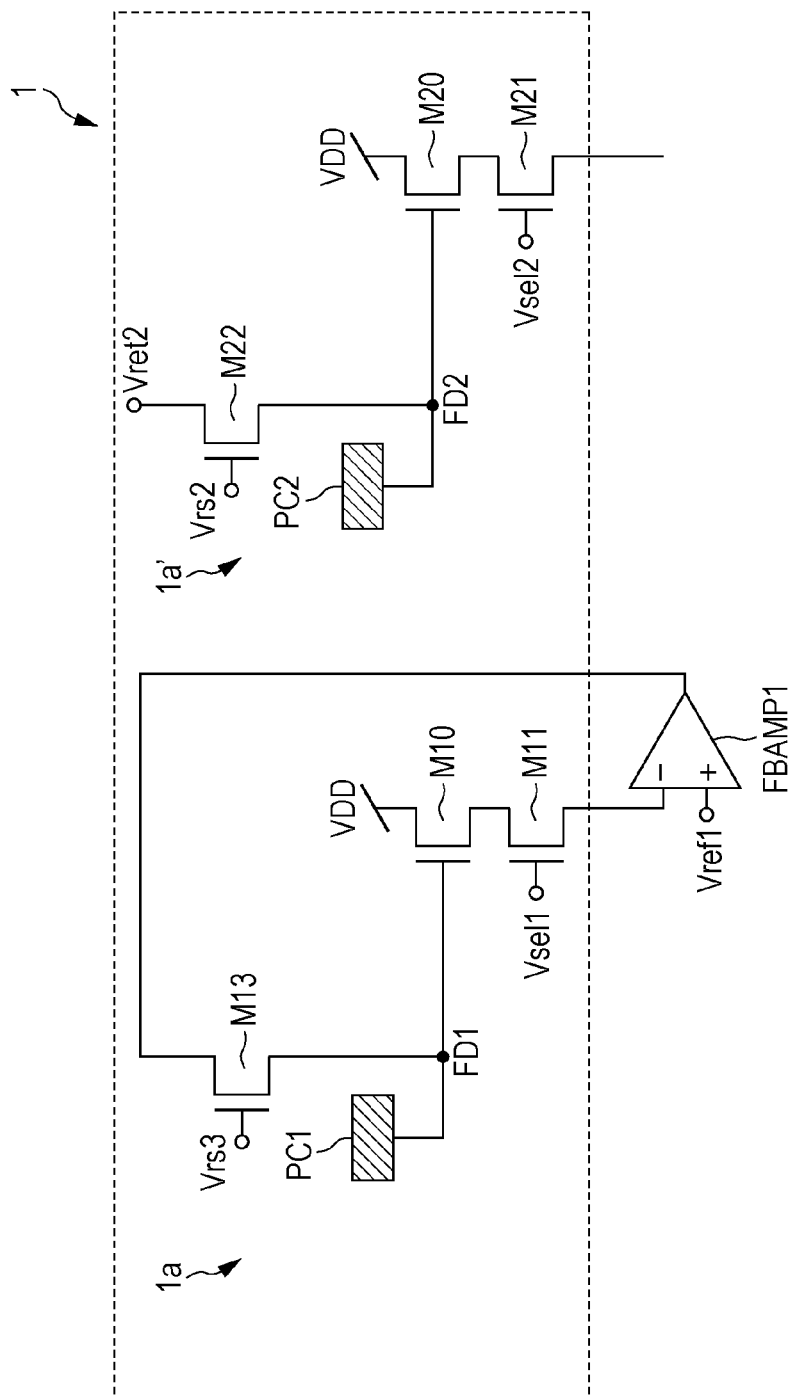 1
Vret2
VDD
M20
M22
M21
Vrs2
Vsel2
PC2
FD2
1a'
VDD
M10
M11
M13
Vsel1
FBAMP1
−
+
Vref1
Vrs3
FD1
PC1
1a